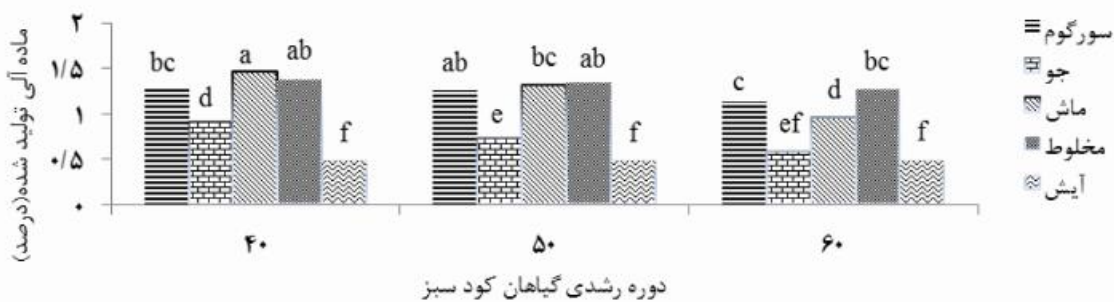 ماده آلی تولید شده(درصد)
۲
۱/۵
۱
۰/۵
۰
bc d a ab f
ab e bc ab f
c ef d bc f
۴۰ ۵۰ ۶۰
دوره رشدی گیاهان کود سبز
سورگوم
جو
ماش
مخلوط
آیش